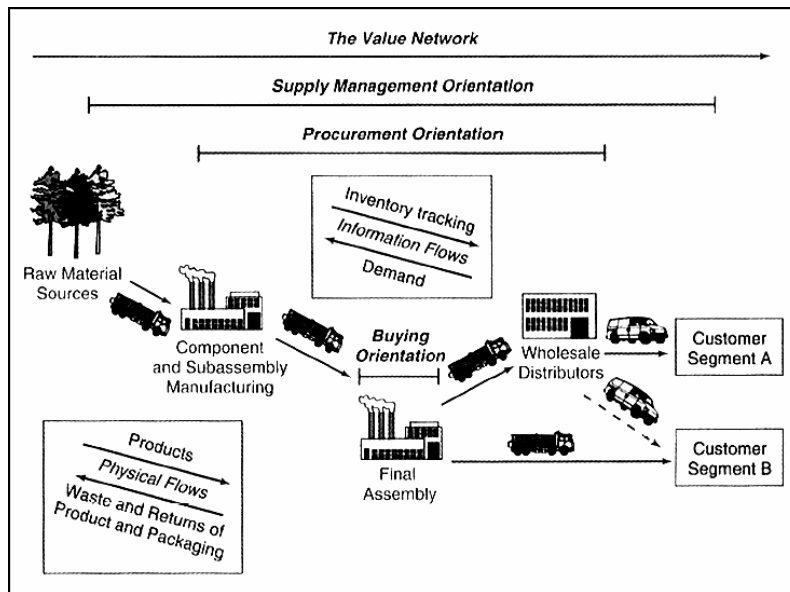 The Value Network
Supply Management Orientation
Procurement Orientation
Inventory tracking
Information Flows
Demand
Raw Material
Sources
Component
and Subassembly
Manufacturing
Buying
Orientation
Wholesale
Distributors
Customer
Segment A
Products
Physical Flows
Waste and Returns of
Product and Packaging
Final
Assembly
Customer
Segment B